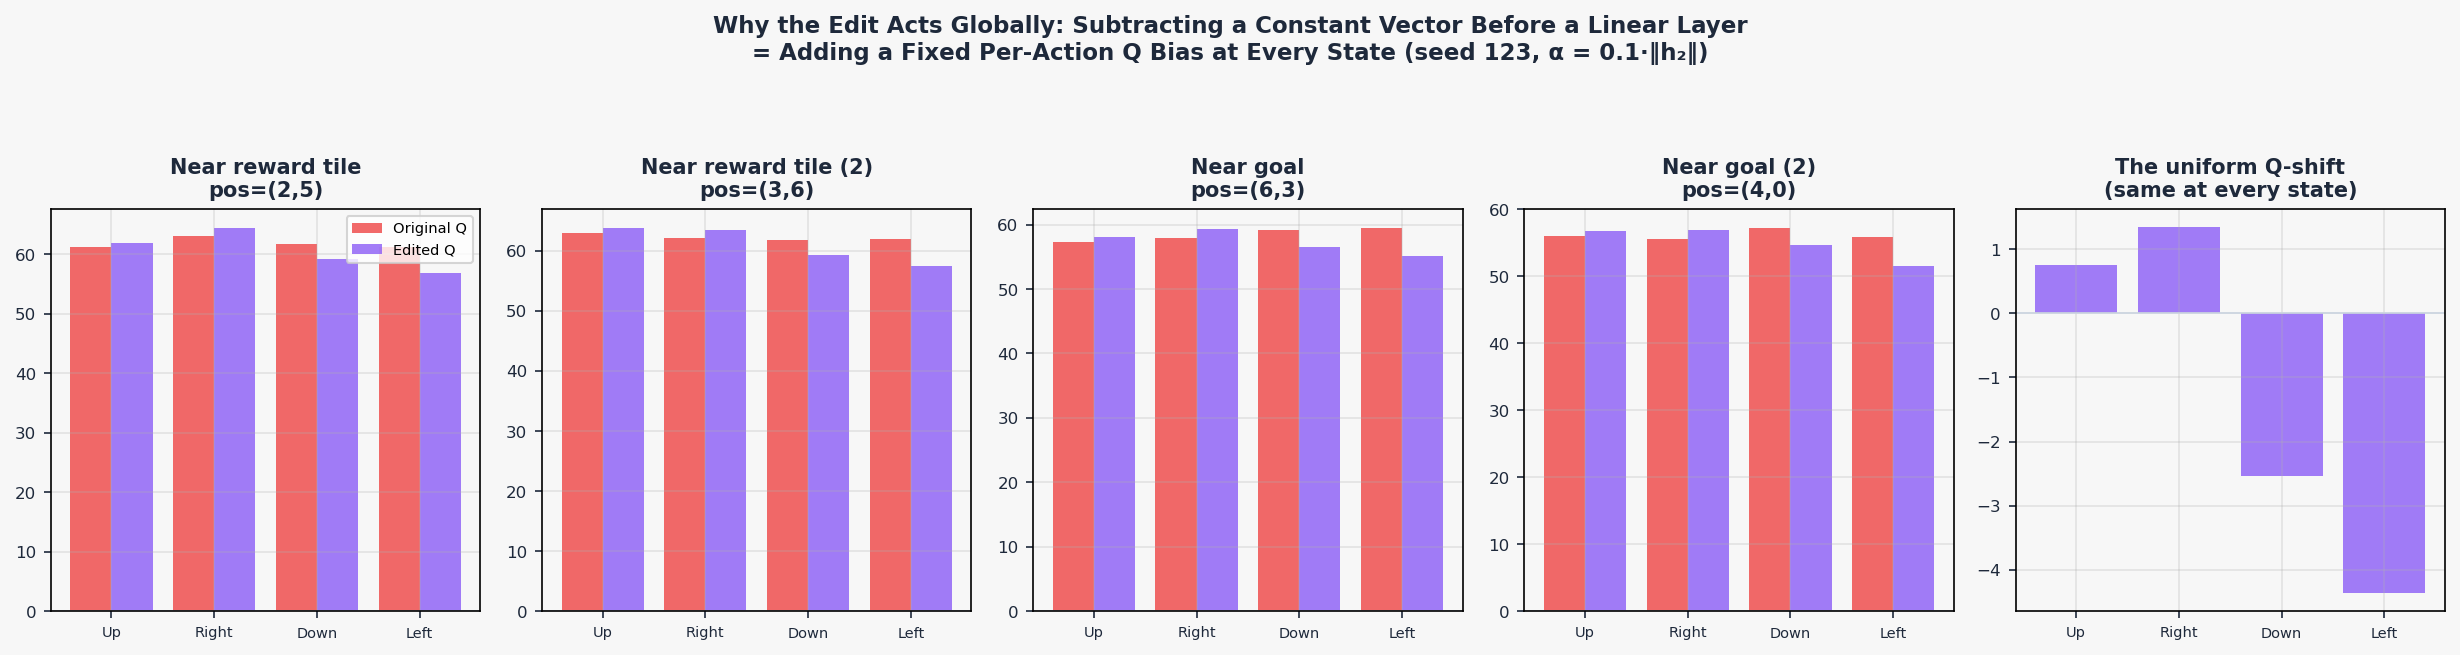 Why the Edit Acts Globally: Subtracting a Constant Vector Before a Linear Layer
= Adding a Fixed Per-Action Q Bias at Every State (seed 123, α = 0.1·‖h₂‖)
Near reward tile
pos=(2,5)
60
50
40
30
20
10
0
Original Q
Edited Q
Up
Right
Down
Left
Near reward tile (2)
pos=(3,6)
60
50
40
30
20
10
0
Up
Right
Down
Left
Near goal
pos=(6,3)
60
50
40
30
20
10
0
Up
Right
Down
Left
Near goal (2)
pos=(4,0)
60
50
40
30
20
10
0
Up
Right
Down
Left
The uniform Q-shift
(same at every state)
1
0
−1
−2
−3
−4
Up
Right
Down
Left